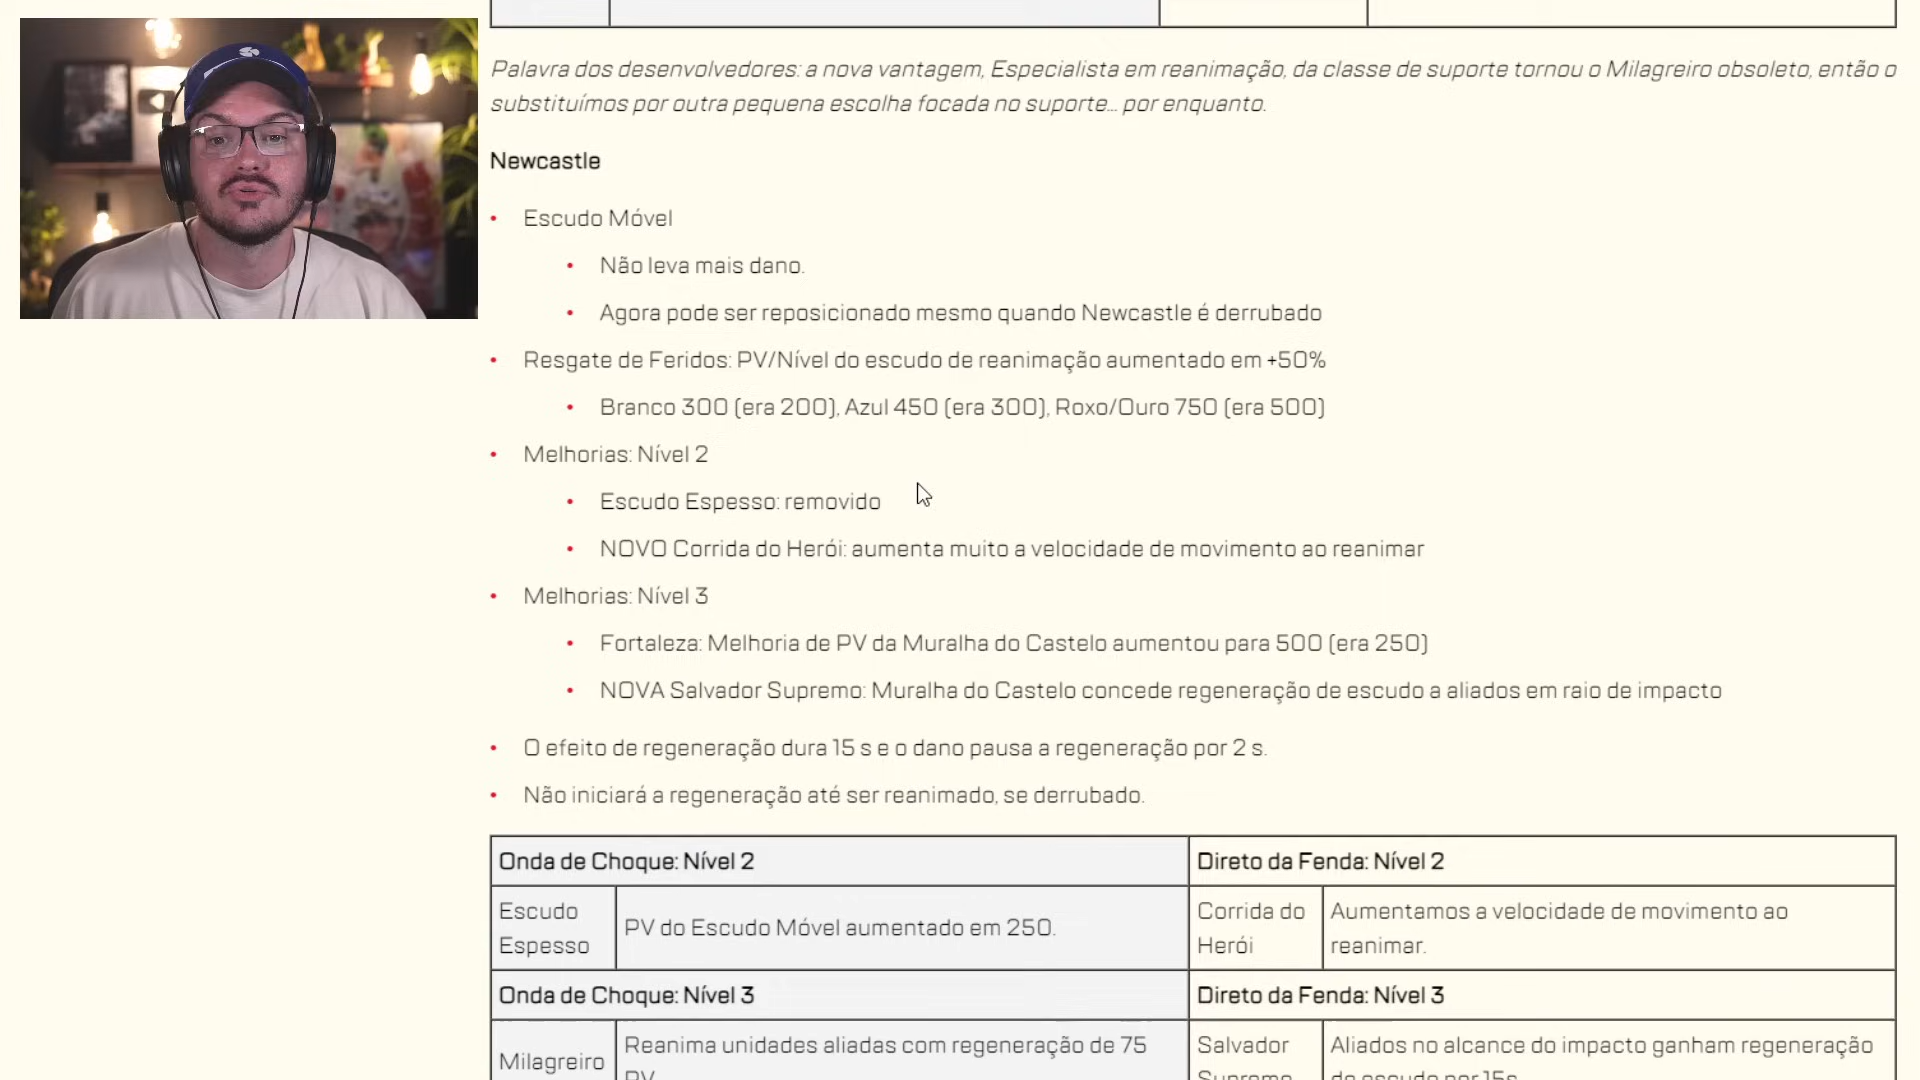 Palavra dos desenvolvedores: a nova vantagem, Especialista em reanimação, da classe de suporte tornou o Milagreiro obsoleto, então o
substituímos por outra pequena escolha focada no suporte... por enquanto.
Newcastle
• Escudo Móvel
• Não leva mais dano.
• Agora pode ser reposicionado mesmo quando Newcastle é derrubado
• Resgate de Feridos: PV/Nível do escudo de reanimação aumentado em +50%
• Branco 300 (era 200), Azul 450 (era 300), Roxo/Ouro 750 (era 500)
• Melhorias: Nível 2
• Escudo Espesso: removido
• NOVO Corrida do Herói: aumenta muito a velocidade de movimento ao reanimar
• Melhorias: Nível 3
• Fortaleza: Melhoria de PV da Muralha do Castelo aumentou para 500 (era 250)
• NOVA Salvador Supremo: Muralha do Castelo concede regeneração de escudo a aliados em raio de impacto
• O efeito de regeneração dura 15 s e o dano pausa a regeneração por 2 s.
• Não iniciará a regeneração até ser reanimado, se derrubado.
Onda de Choque: Nível 2
Direto da Fenda: Nível 2
Escudo
Espesso
PV do Escudo Móvel aumentado em 250.
Corrida do
Herói
Aumentamos a velocidade de movimento ao
reanimar.
Onda de Choque: Nível 3
Direto da Fenda: Nível 3
Milagreiro
Reanima unidades aliadas com regeneração de 75
PV.
Salvador
Supremo
Aliados no alcance do impacto ganham regeneração
de escudo por 15s